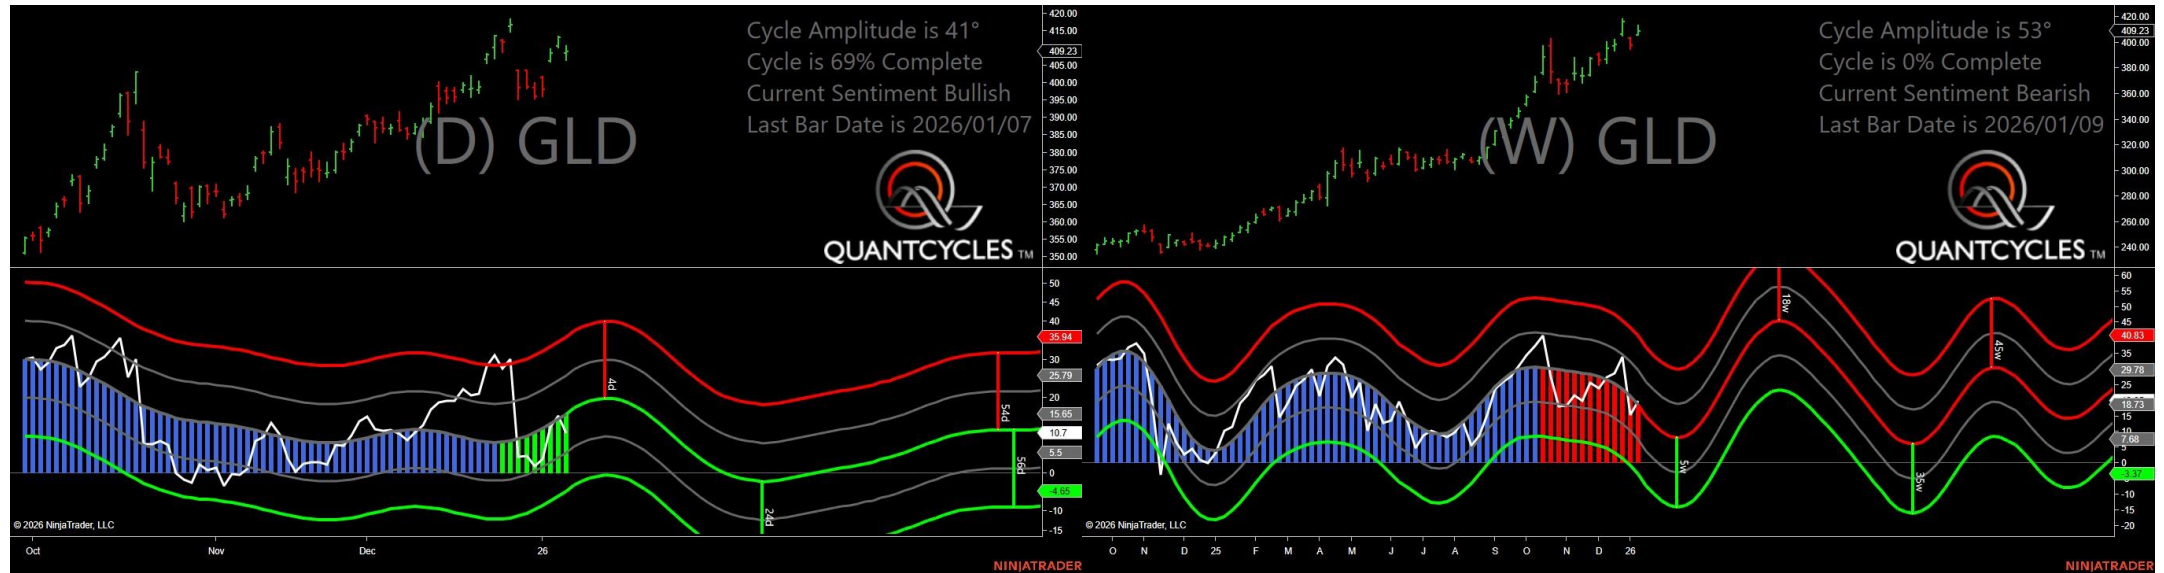 Cycle Amplitude is 41°
Cycle is 69% Complete
Current Sentiment Bullish
Last Bar Date is 2026/01/07
(D) GLD
QUANTCYCLES TM
420.00
415.00
409.23
405.00
400.00
395.00
390.00
385.00
380.00
375.00
370.00
365.00
360.00
355.00
350.00
50
45
40
35.94
30
25.79
20
15.65
10.7
5.5
0
-4.65
-10
-15
4d
24d
54d
56d
© 2026 NinjaTrader, LLC
Oct Nov Dec 26
NINJATRADER
Cycle Amplitude is 53°
Cycle is 0% Complete
Current Sentiment Bearish
Last Bar Date is 2026/01/09
(W) GLD
QUANTCYCLES TM
420.00
409.23
400.00
380.00
360.00
340.00
320.00
300.00
280.00
260.00
240.00
60
55
50
45
40.83
35
29.78
25
18.73
15
7.68
0
-3.37
-10
-15
-20
5w
18w
35w
45w
© 2026 NinjaTrader, LLC
O N D 25 F M A M J J A S O N D 26
NINJATRADER